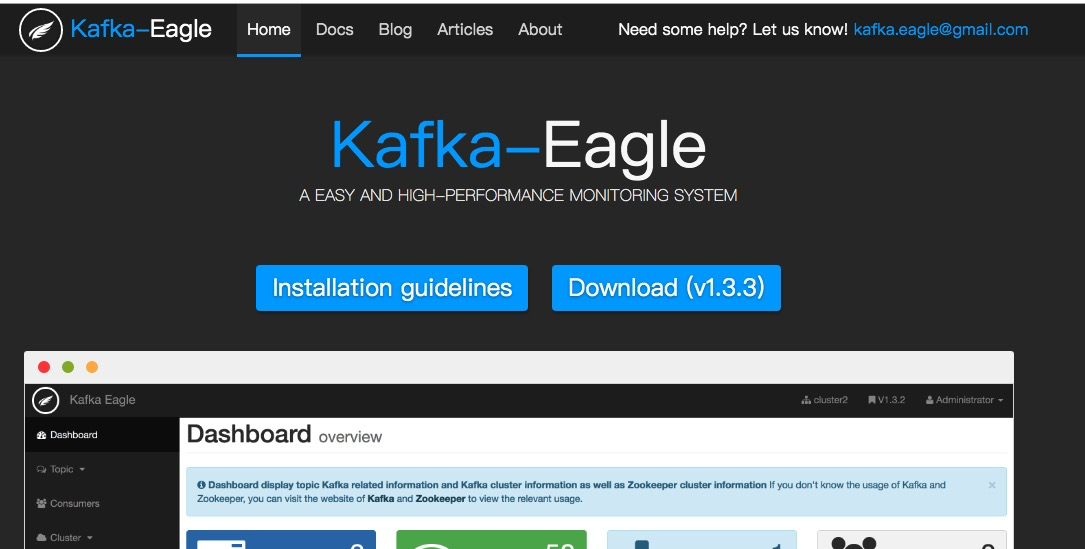 Kafka-Eagle Home Docs Blog Articles About Need some help? Let us know! kafka.eagle@gmail.com
Kafka-Eagle
A EASY AND HIGH-PERFORMANCE MONITORING SYSTEM
Installation guidelines Download (v1.3.3)
Kafka Eagle cluster2 V1.3.2 Administrator
Dashboard
Dashboard overview
Topic
Dashboard display topic Kafka related information and Kafka cluster information as well as Zookeeper cluster information If you don't know the usage of Kafka and
Zookeeper, you can visit the website of Kafka and Zookeeper to view the relevant usage.
×
Consumers
Cluster